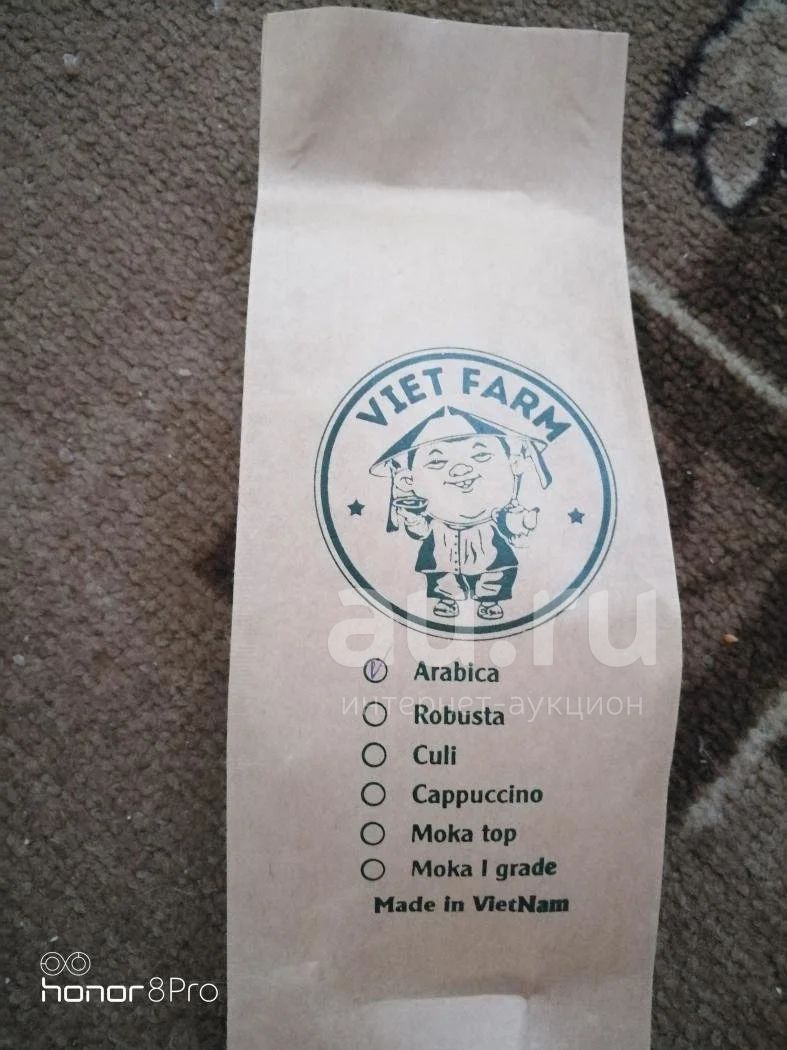 VIET FARM
au.ru
интернет-аукцион
Arabica
Robusta
Culi
Cappuccino
Moka top
Moka I grade
Made in VietNam
honor 8Pro